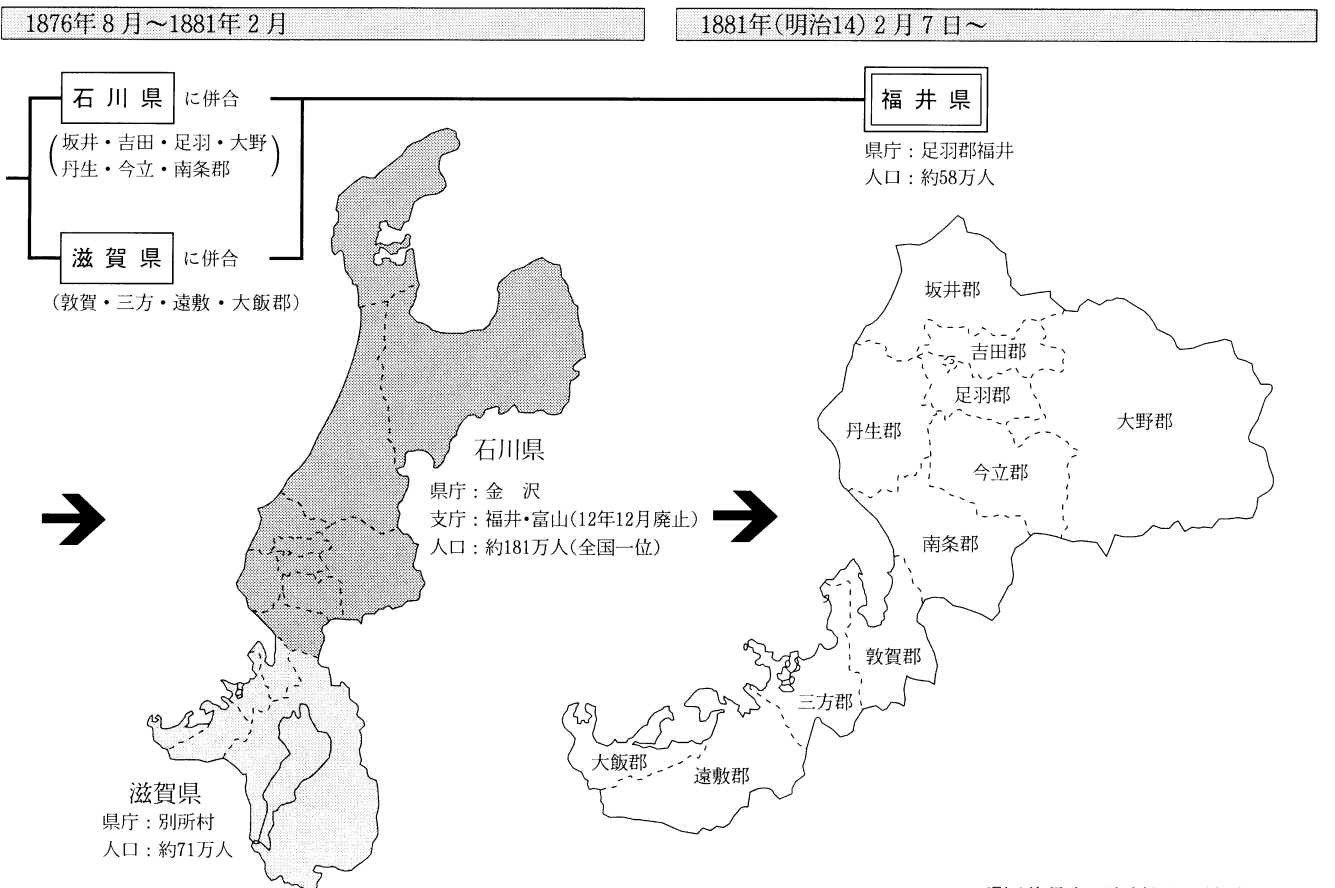 1876年8月～1881年2月
石川県 に併合
(坂井・吉田・足羽・大野
丹生・今立・南条郡)
滋賀県 に併合
(敦賀・三方・遠敷・大飯郡)
石川県
県庁：金 沢
支庁：福井・富山(12年12月廃止)
人口：約181万人(全国一位)
滋賀県
県庁：別所村
人口：約71万人
1881年(明治14)2月7日～
福井県
県庁：足羽郡福井
人口：約58万人
坂井郡
吉田郡
足羽郡
大野郡
丹生郡
今立郡
南条郡
敦賀郡
三方郡
大飯郡
遠敷郡